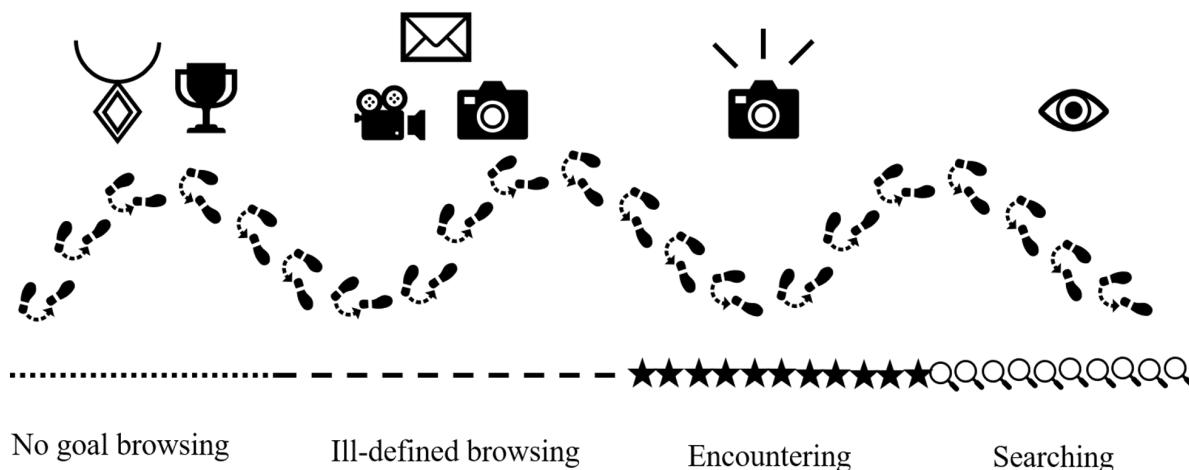 No goal browsing
Ill-defined browsing
Encountering
Searching